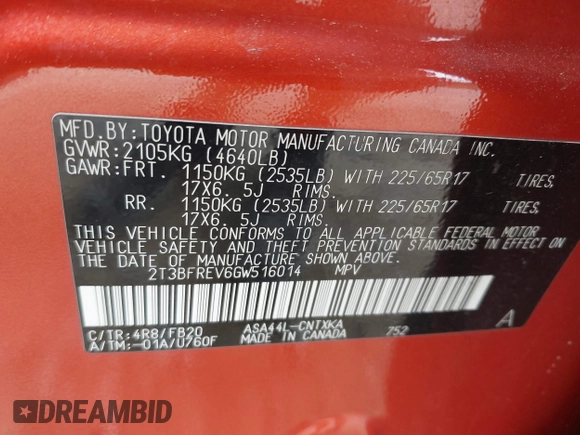 MFD.BY:TOYOTA MOTOR MANUFACTURING CANADA INC.
GVWR:2105KG (4640LB)
GAWR:FRT. 1150KG (2535LB) WITH 225/65R17 TIRES,
17X6. 5J RIMS,
RR. 1150KG (2535LB) WITH 225/65R17 TIRES,
17X6. 5J RIMS,
THIS VEHICLE CONFORMS TO ALL APPLICABLE FEDERAL MOTOR
VEHICLE SAFETY AND THEFT PREVENTION STANDARDS IN EFFECT ON
THE DATE OF MANUFACTURE SHOWN ABOVE.
2T3BFREV6GW516014 MPV
C/TR:4R8/FB20 ASA44L-CNTXKA 752 A
A/TM:-01A/U760F MADE IN CANADA
DREAMBID